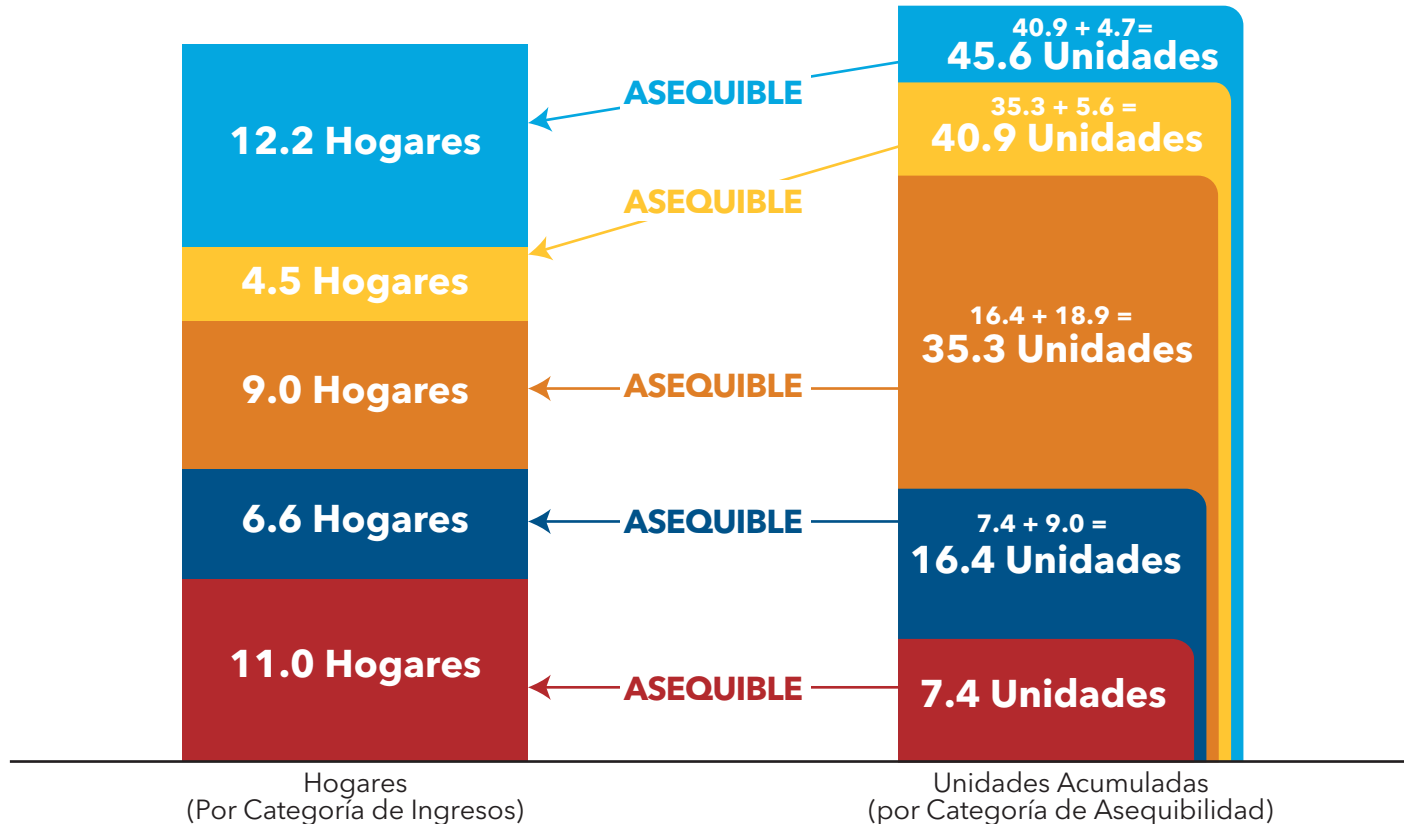 12.2 Hogares
4.5 Hogares
9.0 Hogares
6.6 Hogares
11.0 Hogares
ASEQUIBLE
ASEQUIBLE
ASEQUIBLE
ASEQUIBLE
ASEQUIBLE
40.9 + 4.7=
45.6 Unidades
35.3 + 5.6 =
40.9 Unidades
16.4 + 18.9 =
35.3 Unidades
7.4 + 9.0 =
16.4 Unidades
7.4 Unidades
Hogares
(Por Categoría de Ingresos)
Unidades Acumuladas
(por Categoría de Asequibilidad)